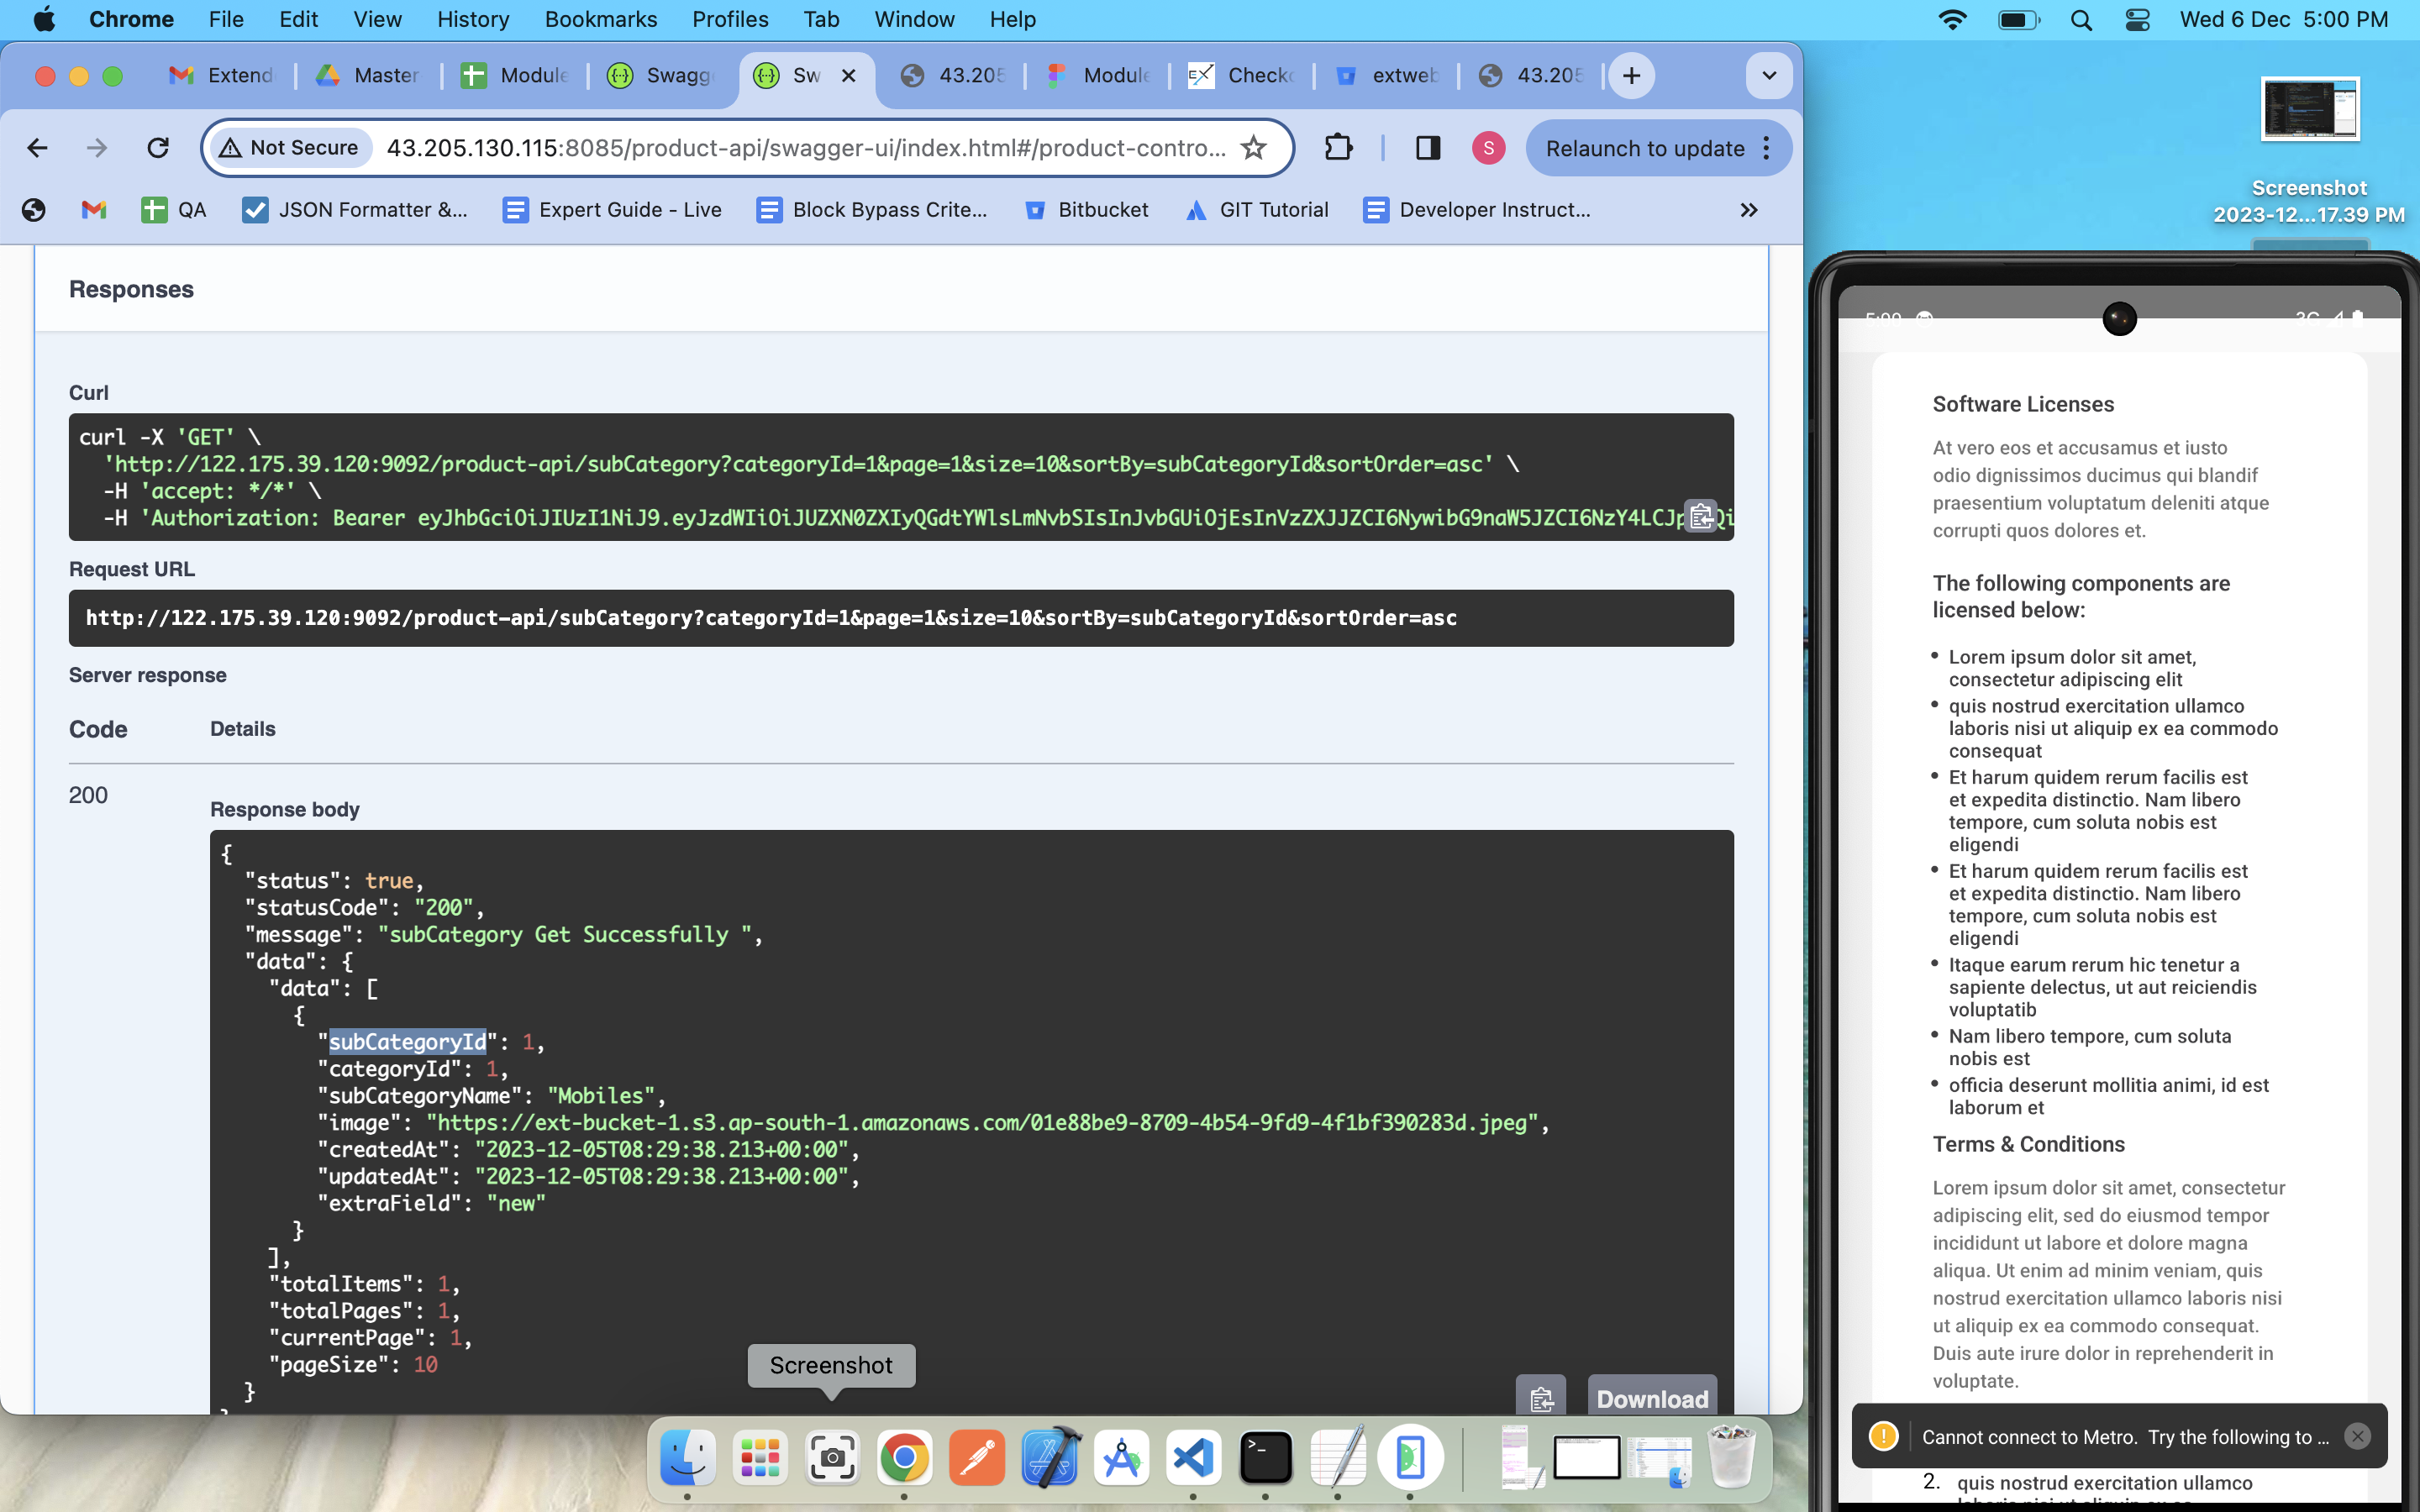 Chrome File Edit View History Bookmarks Profiles Tab Window Help Wed 6 Dec 5:00 PM
Extend Master Module Swagg Sw 43.205 Module Check extweb 43.205
Not Secure 43.205.130.115:8085/product-api/swagger-ui/index.html#/product-contro... S Relaunch to update
QA JSON Formatter &... Expert Guide - Live Block Bypass Crite... Bitbucket GIT Tutorial Developer Instruct... »
Responses
Curl
curl -X 'GET' \
'http://122.175.39.120:9092/product-api/subCategory?categoryId=1&page=1&size=10&sortBy=subCategoryId&sortOrder=asc' \
-H 'accept: */*' \
-H 'Authorization: Bearer eyJhbGciOiJIUzI1NiJ9.eyJzdWIiOiJUZXN0ZXIyQGdtYWlsLmNvbSIsInJvbGUiOjEsInVzZXJJZCI6NywibG9naW5JZCI6NzY4LCJp
Request URL
http://122.175.39.120:9092/product-api/subCategory?categoryId=1&page=1&size=10&sortBy=subCategoryId&sortOrder=asc
Server response
Code Details
200
Response body
{
"status": true,
"statusCode": "200",
"message": "subCategory Get Successfully ",
"data": {
"data": [
{
"subCategoryId": 1,
"categoryId": 1,
"subCategoryName": "Mobiles",
"image": "https://ext-bucket-1.s3.ap-south-1.amazonaws.com/01e88be9-8709-4b54-9fd9-4f1bf390283d.jpeg",
"createdAt": "2023-12-05T08:29:38.213+00:00",
"updatedAt": "2023-12-05T08:29:38.213+00:00",
"extraField": "new"
}
],
"totalItems": 1,
"totalPages": 1,
"currentPage": 1,
"pageSize": 10
}
Download
Screenshot
Screenshot
2023-12...17.39 PM
5:00 3G
Software Licenses
At vero eos et accusamus et iusto
odio dignissimos ducimus qui blandif
praesentium voluptatum deleniti atque
corrupti quos dolores et.
The following components are
licensed below:
• Lorem ipsum dolor sit amet,
consectetur adipiscing elit
• quis nostrud exercitation ullamco
laboris nisi ut aliquip ex ea commodo
consequat
• Et harum quidem rerum facilis est
et expedita distinctio. Nam libero
tempore, cum soluta nobis est
eligendi
• Et harum quidem rerum facilis est
et expedita distinctio. Nam libero
tempore, cum soluta nobis est
eligendi
• Itaque earum rerum hic tenetur a
sapiente delectus, ut aut reiciendis
voluptatib
• Nam libero tempore, cum soluta
nobis est
• officia deserunt mollitia animi, id est
laborum et
Terms & Conditions
Lorem ipsum dolor sit amet, consectetur
adipiscing elit, sed do eiusmod tempor
incididunt ut labore et dolore magna
aliqua. Ut enim ad minim veniam, quis
nostrud exercitation ullamco laboris nisi
ut aliquip ex ea commodo consequat.
Duis aute irure dolor in reprehenderit in
voluptate.
Cannot connect to Metro. Try the following to ...
2. quis nostrud exercitation ullamco